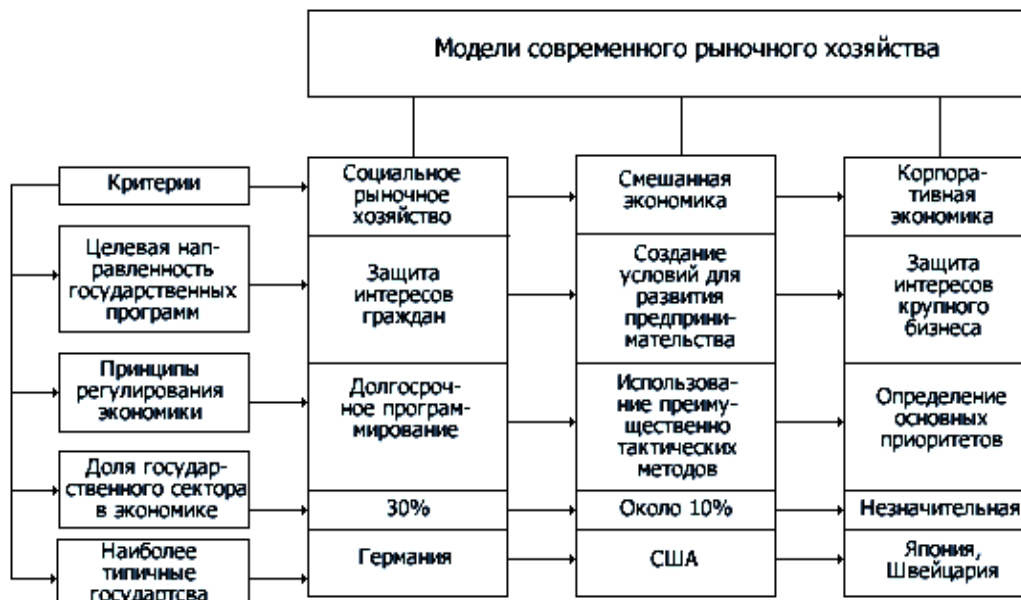 Модели современного рыночного хозяйства
Критерии
Социальное
рыночное
хозяйство
Смешанная
экономика
Корпора-
тивная
экономика
Целевая нап-
равленность
государственных
программ
Защита
интересов
граждан
Создание
условий для
развития
предприни-
мательства
Защита
интересов
крупного
бизнеса
Принципы
регулирования
экономики
Долгосроч-
ное програм-
мирование
Использова-
ние преиму-
щественно
тактических
методов
Определение
основных
приоритетов
Доля государ-
ственного сектора
в экономике
30%
Около 10%
Незначительная
Наиболее
типичные
государтсва
Германия
США
Япония,
Швейцария